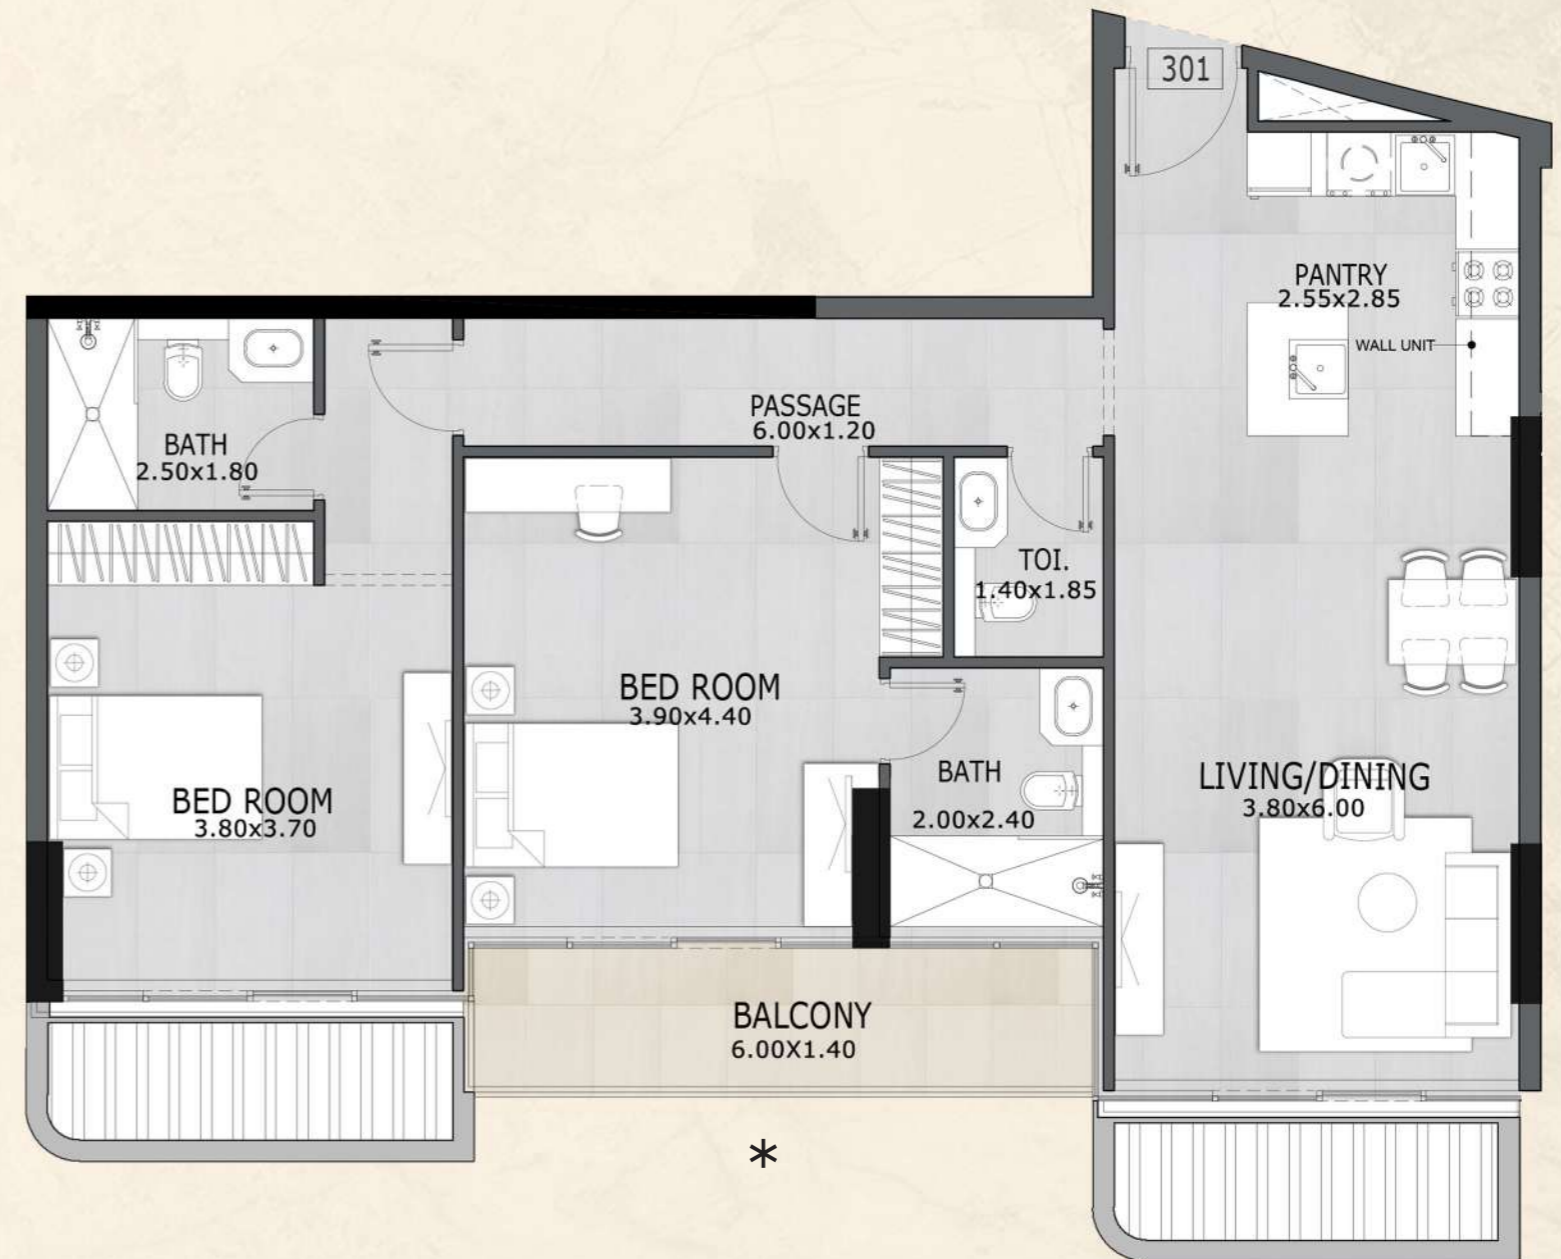 301
PANTRY
2.55x2.85
WALL UNIT
PASSAGE
6.00x1.20
BATH
2.50x1.80
TOI.
1.40x1.85
BED ROOM
3.90x4.40
BED ROOM
3.80x3.70
BATH
2.00x2.40
LIVING/DINING
3.80x6.00
BALCONY
6.00X1.40
*